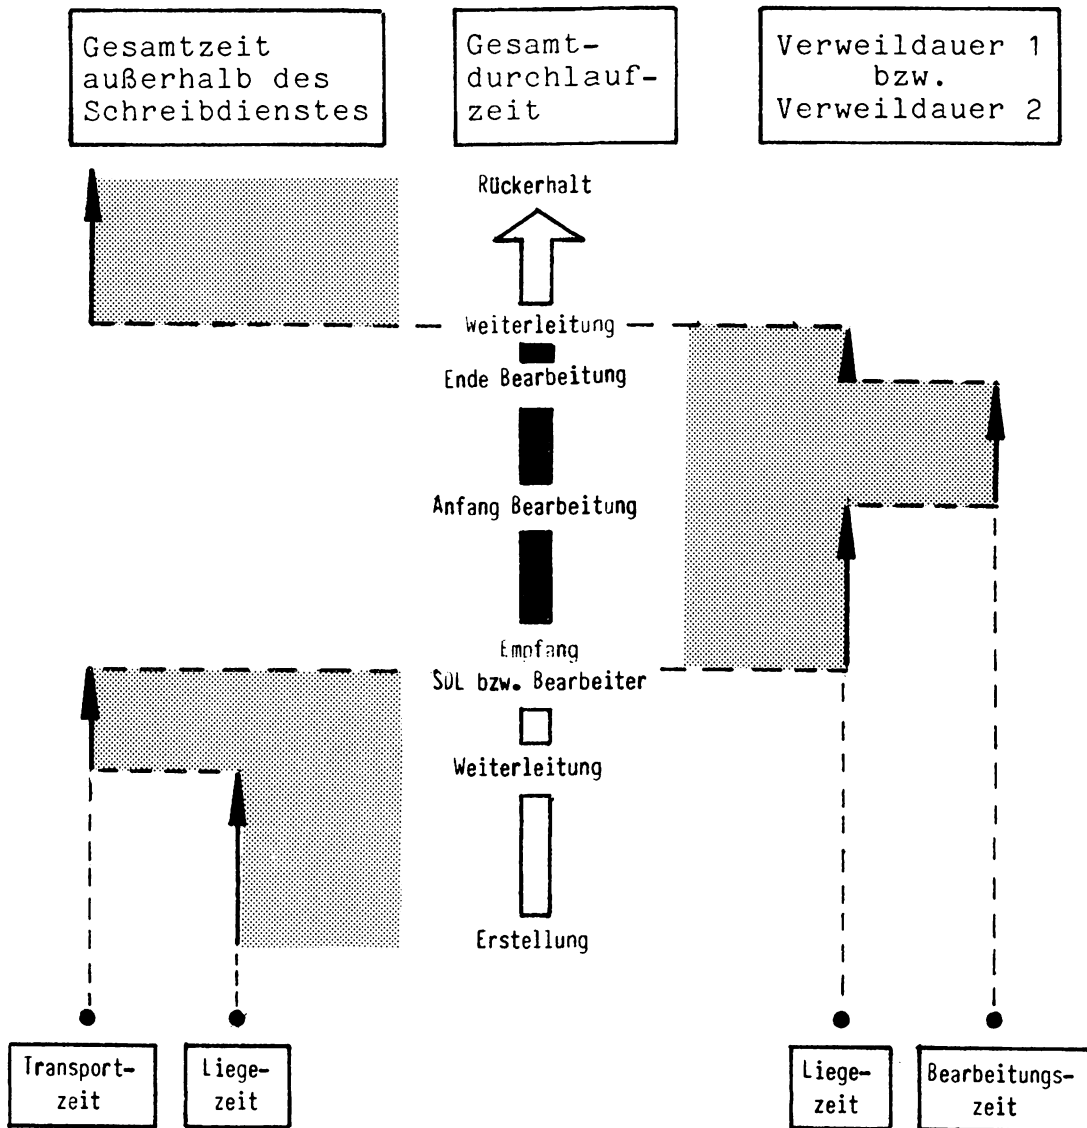 Gesamtzeit
außerhalb des
Schreibdienstes
Gesamt-
durchlauf-
zeit
Verweildauer 1
bzw.
Verweildauer 2
Rückerhalt
Weiterleitung
Ende Bearbeitung
Anfang Bearbeitung
Empfang
SDL bzw. Bearbeiter
Weiterleitung
Erstellung
Transport-
zeit
Liege-
zeit
Liege-
zeit
Bearbeitungs-
zeit